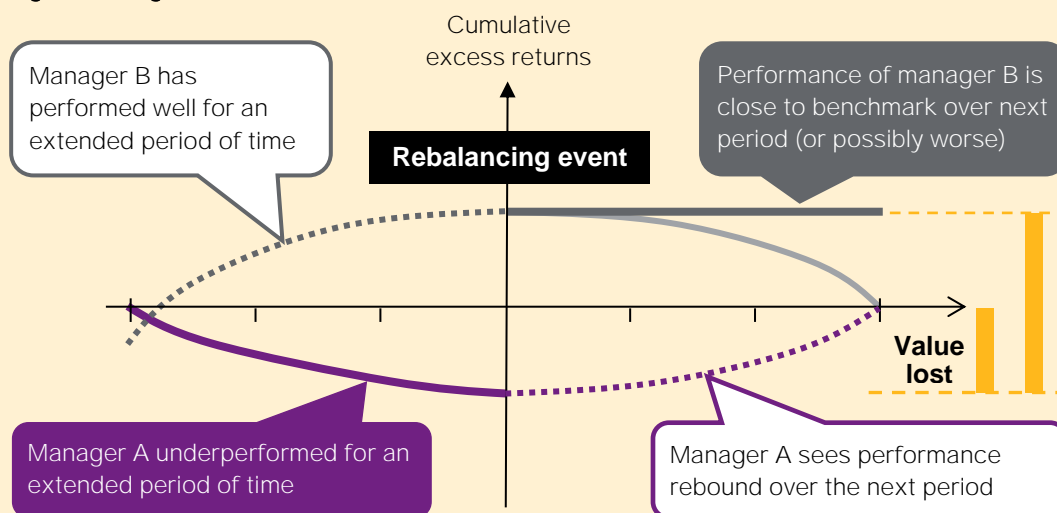 Cumulative
excess returns
Manager B has
performed well for an
extended period of time
Performance of manager B is
close to benchmark over next
period (or possibly worse)
Rebalancing event
Value
lost
Manager A underperformed for an
extended period of time
Manager A sees performance
rebound over the next period